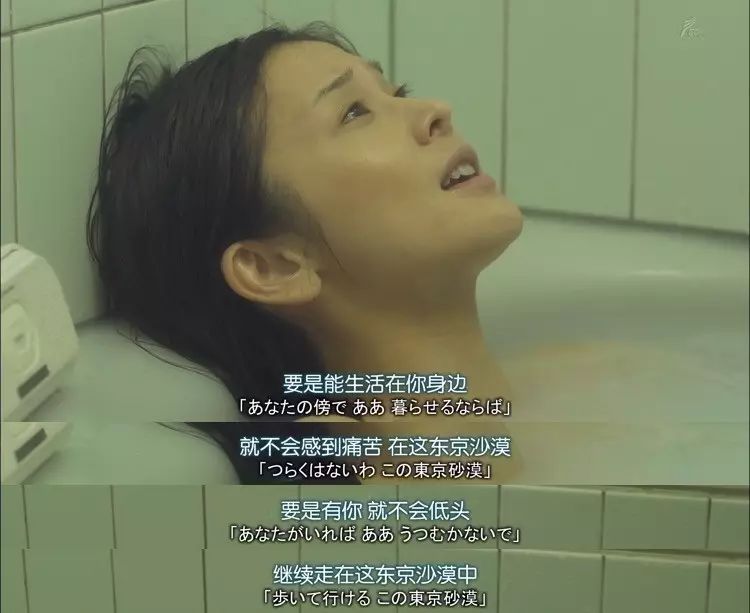 要是能生活在你身边
「あなたの傍で ああ 暮らせるならば」
就不会感到痛苦 在这东京沙漠
「つらくはないわ この東京砂漠」
要是有你 就不会低头
「あなたがいれば ああ うつむかないで」
继续走在这东京沙漠中
「歩いて行ける この東京砂漠」